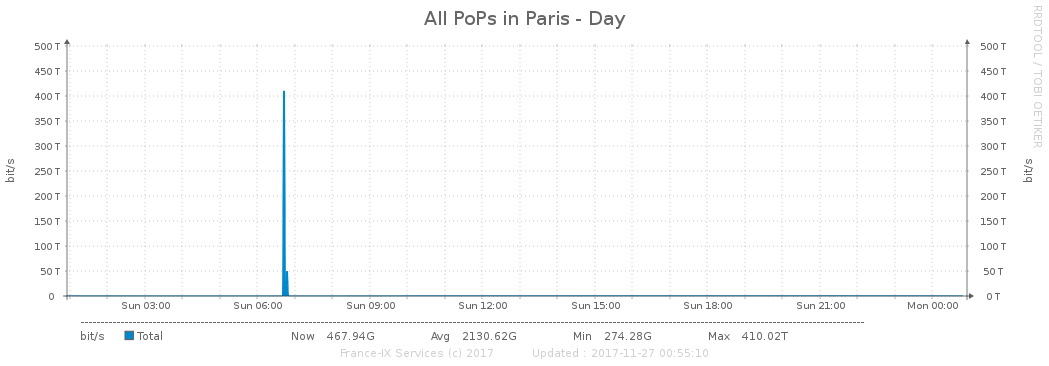 All PoPs in Paris - Day
RRDTOOL / TOBI OETIKER
bit/s
500 T
450 T
400 T
350 T
300 T
250 T
200 T
150 T
100 T
50 T
0
500 T
450 T
400 T
350 T
300 T
250 T
200 T
150 T
100 T
50 T
0 T
bit/s
Sun 03:00 Sun 06:00 Sun 09:00 Sun 12:00 Sun 15:00 Sun 18:00 Sun 21:00 Mon 00:00
bit/s Total Now 467.94G Avg 2130.62G Min 274.28G Max 410.02T
France-IX Services (c) 2017 Updated : 2017-11-27 00:55:10